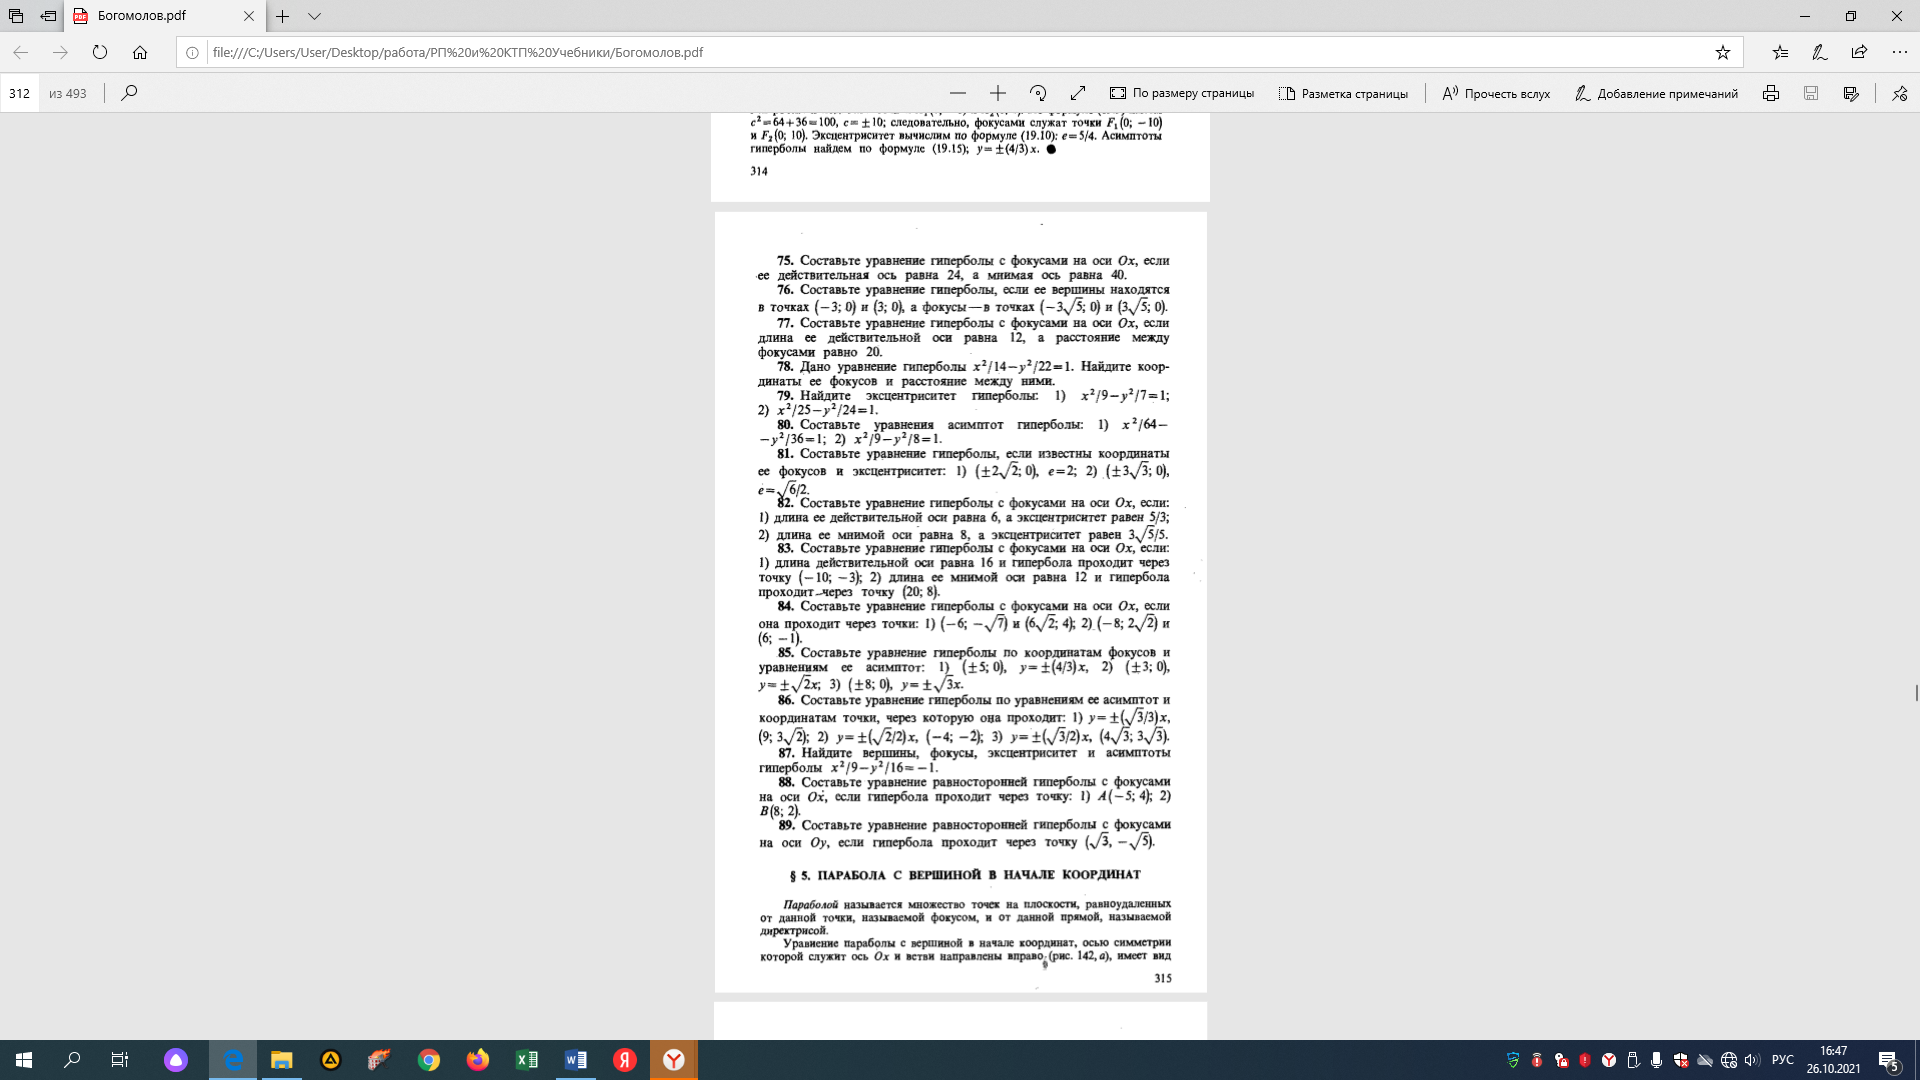 Богомолов.pdf
file:///C:/Users/User/Desktop/работа/РП%20и%20КТП%20Учебники/Богомолов.pdf
312 из 493
По размеру страницы
Разметка страницы
Прочесть вслух
Добавление примечаний
c²=64+36=100, c=±10; следовательно, фокусами служат точки F₁(0; −10)
и F₂(0; 10). Эксцентриситет вычислим по формуле (19.10): e=5/4. Асимптоты
гиперболы найдем по формуле (19.15); y=±(4/3)x. ●
314
75. Составьте уравнение гиперболы с фокусами на оси Ox, если
ее действительная ось равна 24, а мнимая ось равна 40.
76. Составьте уравнение гиперболы, если ее вершины находятся
в точках (−3; 0) и (3; 0), а фокусы—в точках (−3√5; 0) и (3√5; 0).
77. Составьте уравнение гиперболы с фокусами на оси Ox, если
длина ее действительной оси равна 12, а расстояние между
фокусами равно 20.
78. Дано уравнение гиперболы x²/14−y²/22=1. Найдите коор-
динаты ее фокусов и расстояние между ними.
79. Найдите эксцентриситет гиперболы: 1) x²/9−y²/7=1;
2) x²/25−y²/24=1.
80. Составьте уравнения асимптот гиперболы: 1) x²/64−
−y²/36=1; 2) x²/9−y²/8=1.
81. Составьте уравнение гиперболы, если известны координаты
ее фокусов и эксцентриситет: 1) (±2√2; 0), e=2; 2) (±3√3; 0),
e=√6/2.
82. Составьте уравнение гиперболы с фокусами на оси Ox, если:
1) длина ее действительной оси равна 6, а эксцентриситет равен 5/3;
2) длина ее мнимой оси равна 8, а эксцентриситет равен 3√5/5.
83. Составьте уравнение гиперболы с фокусами на оси Ox, если:
1) длина действительной оси равна 16 и гипербола проходит через
точку (−10; −3); 2) длина ее мнимой оси равна 12 и гипербола
проходит через точку (20; 8).
84. Составьте уравнение гиперболы с фокусами на оси Ox, если
она проходит через точки: 1) (−6; −√7) и (6√2; 4); 2) (−8; 2√2) и
(6; −1).
85. Составьте уравнение гиперболы по координатам фокусов и
уравнениям ее асимптот: 1) (±5; 0), y=±(4/3)x, 2) (±3; 0),
y=±√2x; 3) (±8; 0), y=±√3x.
86. Составьте уравнение гиперболы по уравнениям ее асимптот и
координатам точки, через которую она проходит: 1) y=±(√3/3)x,
(9; 3√2); 2) y=±(√2/2)x, (−4; −2); 3) y=±(√3/2)x, (4√3; 3√3).
87. Найдите вершины, фокусы, эксцентриситет и асимптоты
гиперболы x²/9−y²/16=−1.
88. Составьте уравнение равносторонней гиперболы с фокусами
на оси Ox, если гипербола проходит через точку: 1) A(−5; 4); 2)
B(8; 2).
89. Составьте уравнение равносторонней гиперболы с фокусами
на оси Oy, если гипербола проходит через точку (√3, −√5).
§ 5. ПАРАБОЛА С ВЕРШИНОЙ В НАЧАЛЕ КООРДИНАТ
Параболой называется множество точек на плоскости, равноудаленных
от данной точки, называемой фокусом, и от данной прямой, называемой
директрисой.
Уравнение параболы с вершиной в начале координат, осью симметрии
которой служит ось Ox и ветви направлены вправо (рис. 142, а), имеет вид
315
РУС
16:47
26.10.2021
5